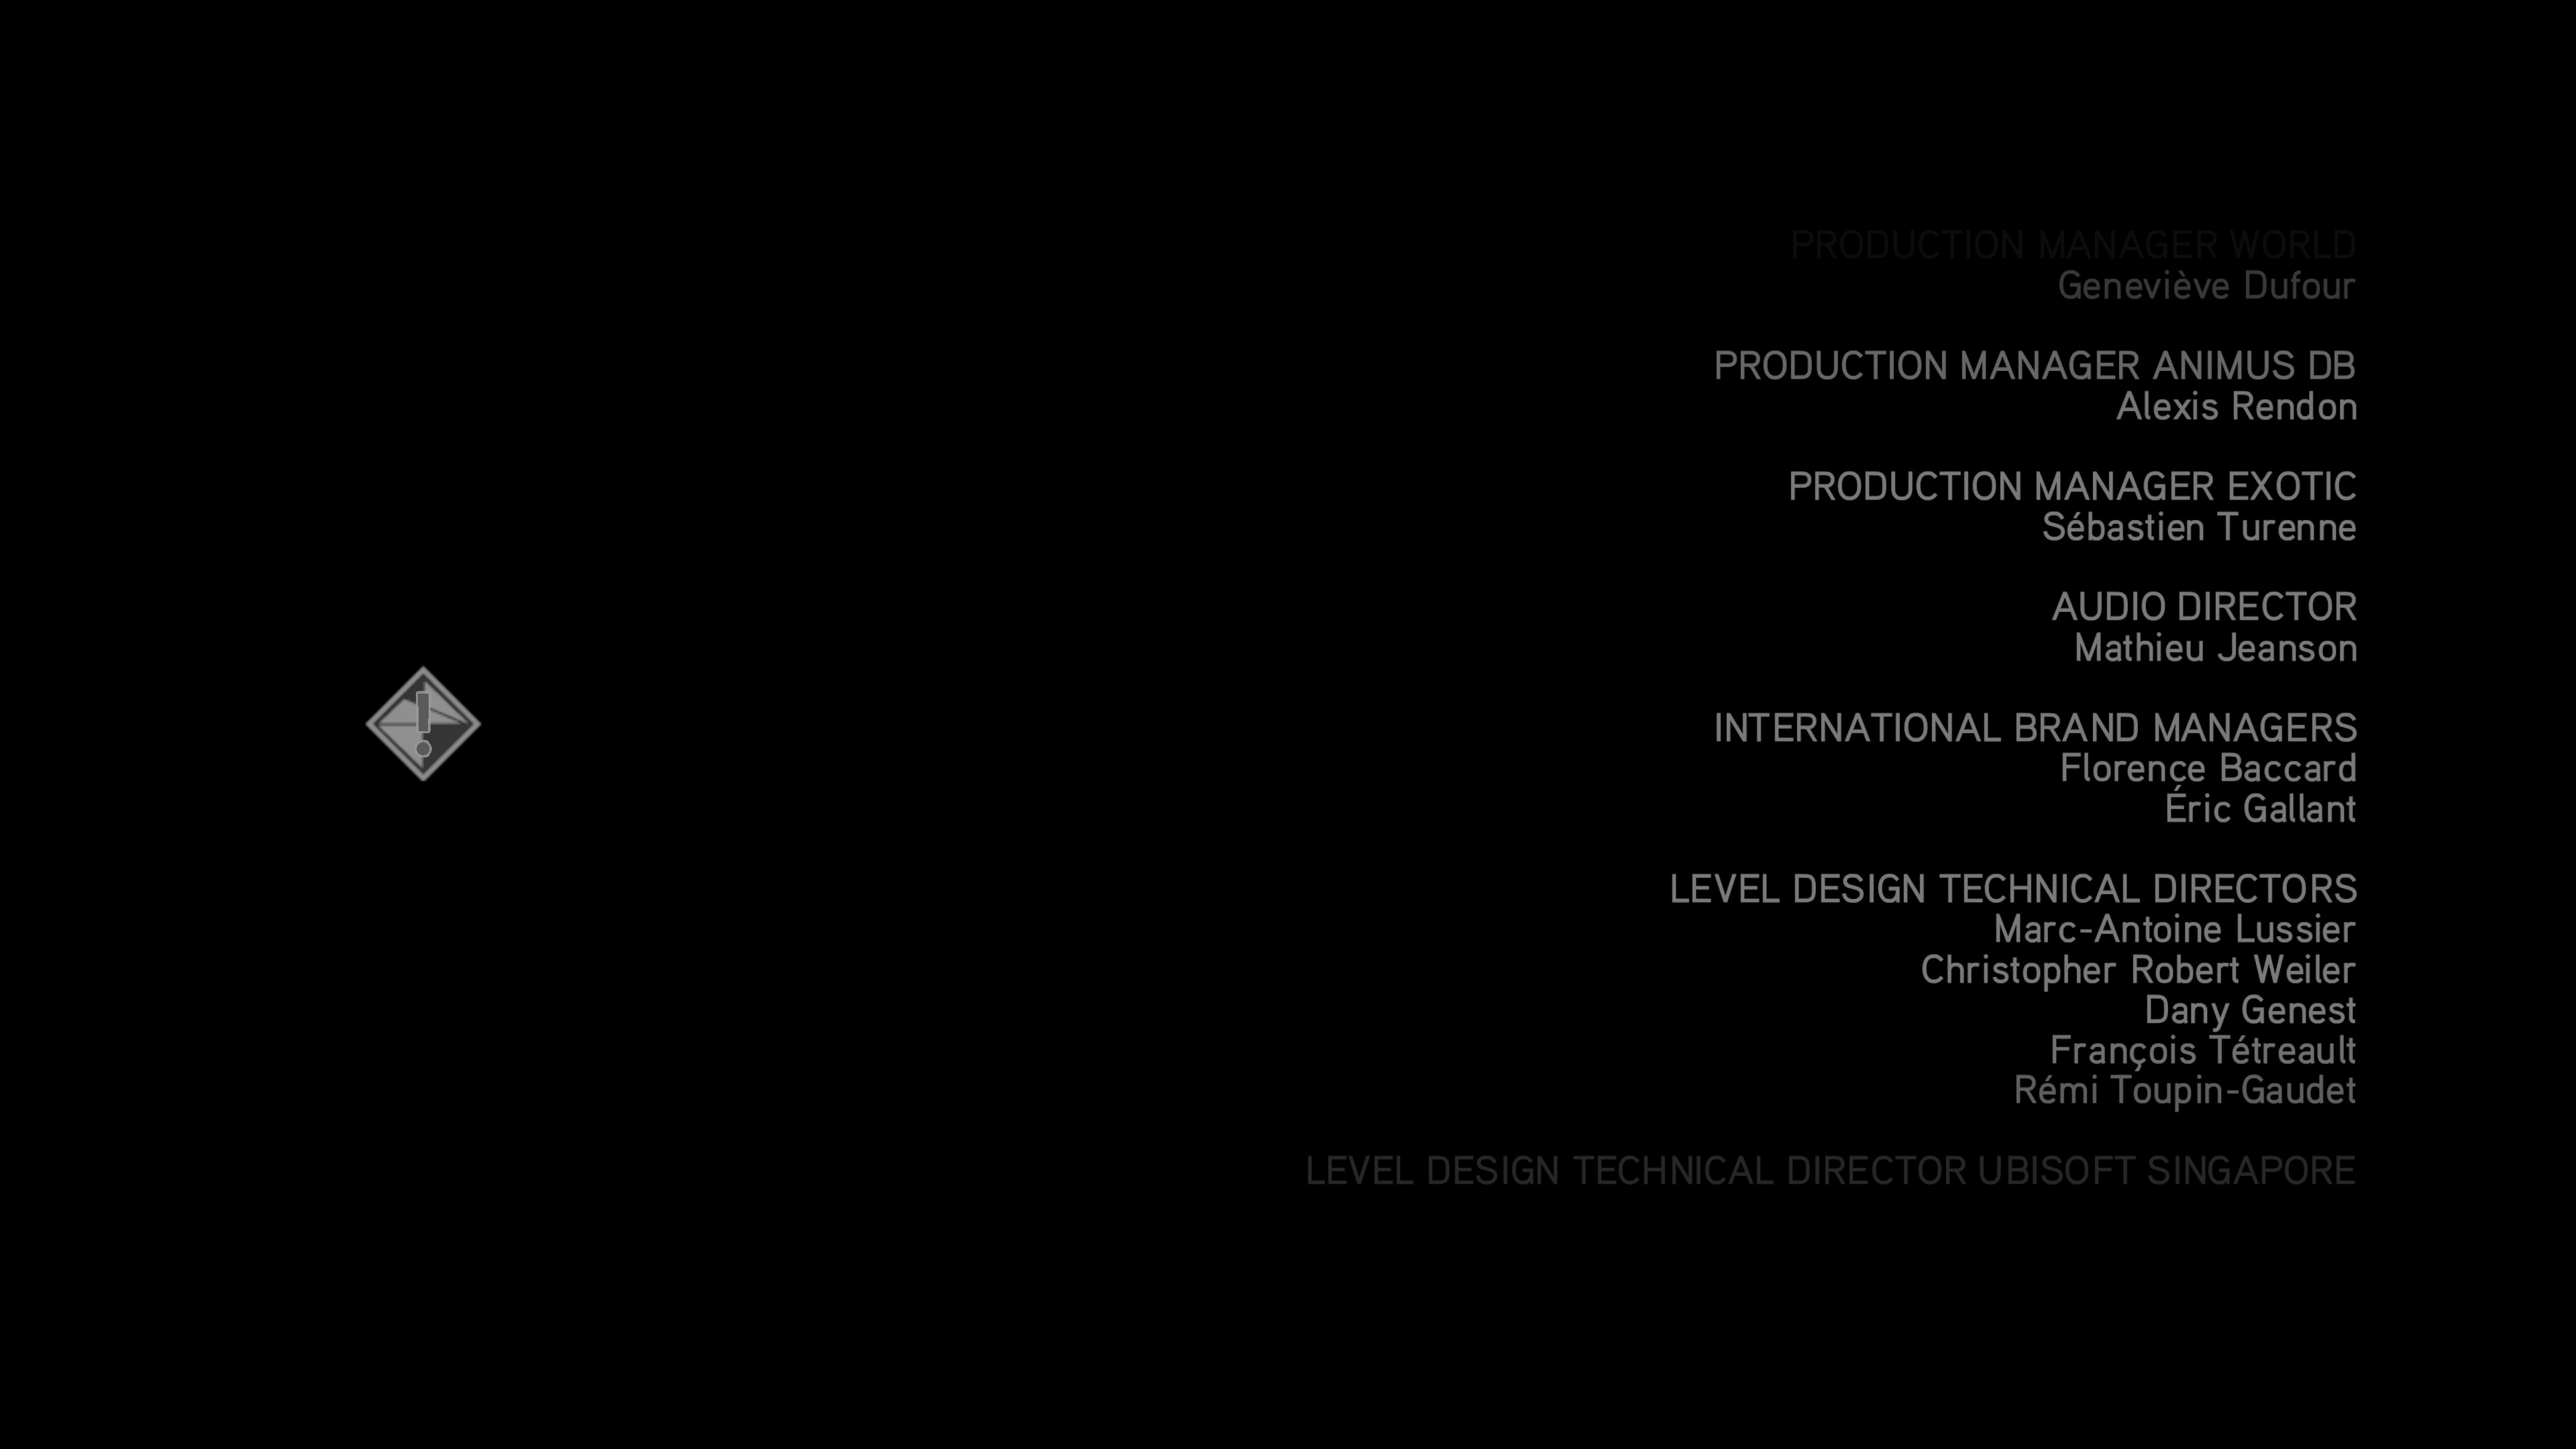 PRODUCTION MANAGER WORLD
Geneviève Dufour
PRODUCTION MANAGER ANIMUS DB
Alexis Rendon
PRODUCTION MANAGER EXOTIC
Sébastien Turenne
AUDIO DIRECTOR
Mathieu Jeanson
INTERNATIONAL BRAND MANAGERS
Florence Baccard
Éric Gallant
LEVEL DESIGN TECHNICAL DIRECTORS
Marc-Antoine Lussier
Christopher Robert Weiler
Dany Genest
François Tétreault
Rémi Toupin-Gaudet
LEVEL DESIGN TECHNICAL DIRECTOR UBISOFT SINGAPORE